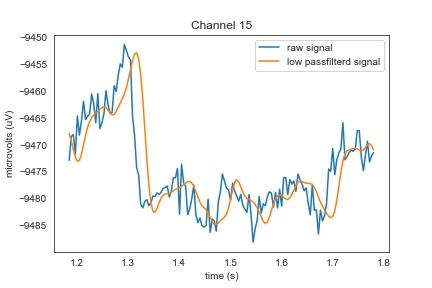 Channel 15
raw signal
low passfilterd signal
−9450
−9455
−9460
−9465
−9470
−9475
−9480
−9485
microvolts (uV)
1.2 1.3 1.4 1.5 1.6 1.7 1.8
time (s)